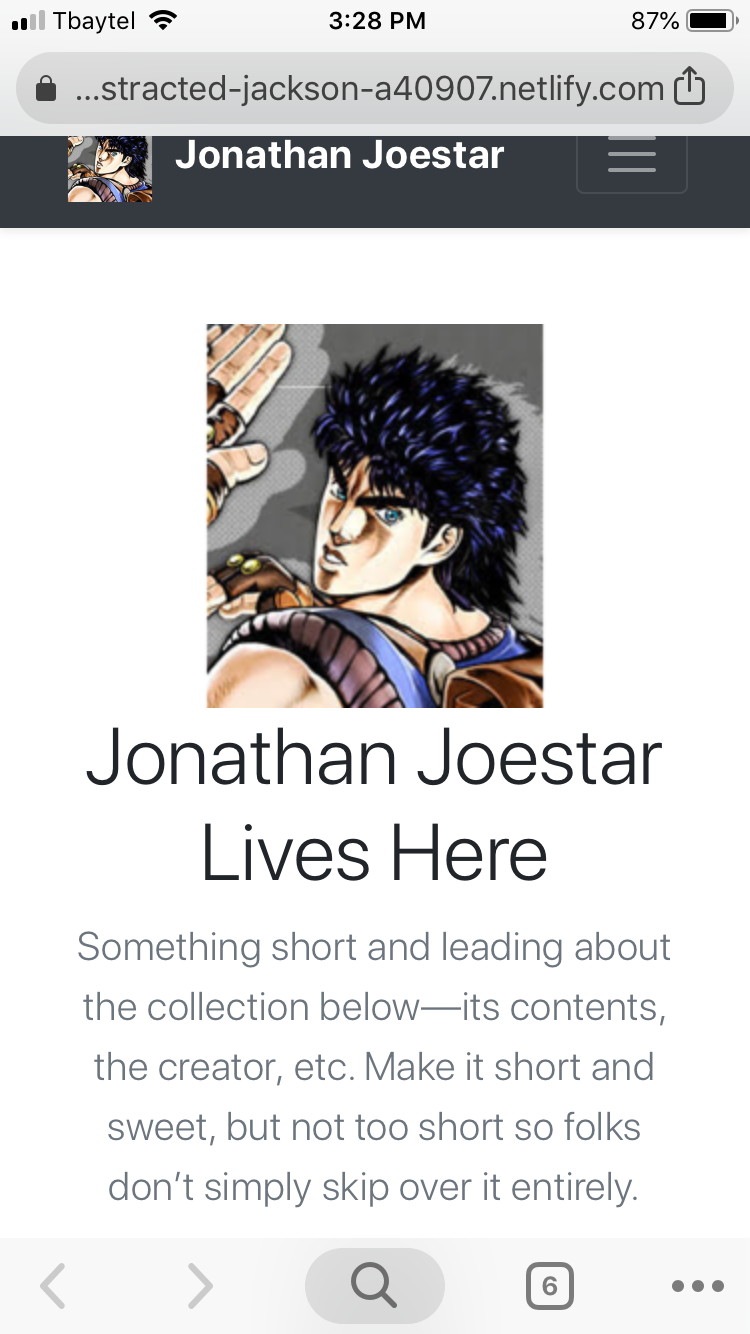 Tbaytel 3:28 PM 87%
...stracted-jackson-a40907.netlify.com
Jonathan Joestar
Jonathan Joestar
Lives Here
Something short and leading about
the collection below—its contents,
the creator, etc. Make it short and
sweet, but not too short so folks
don’t simply skip over it entirely.
6